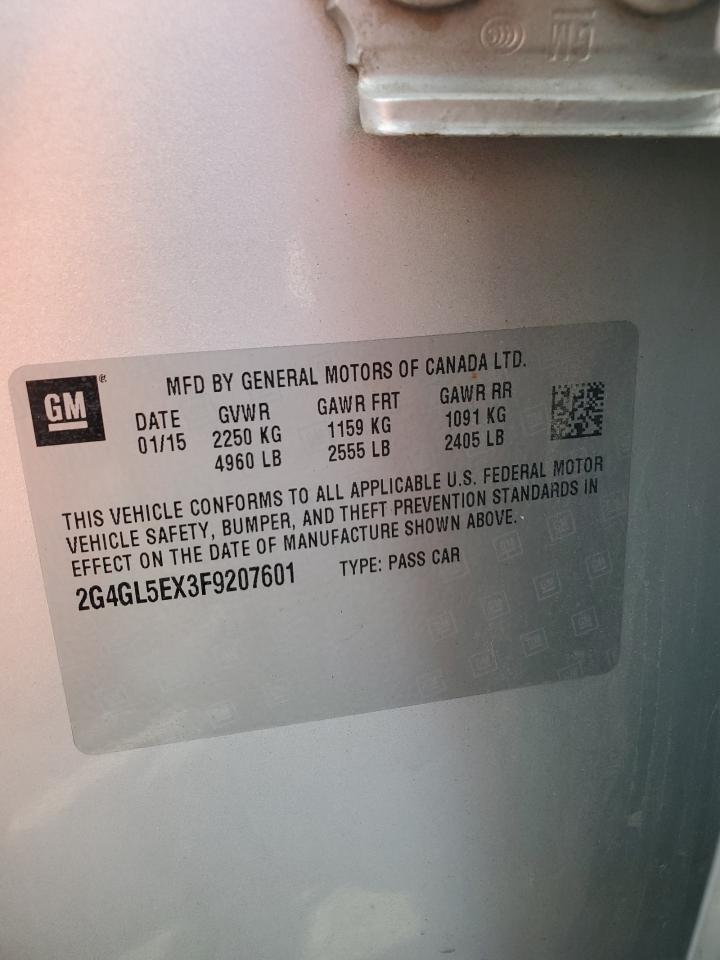 GM
®
MFD BY GENERAL MOTORS OF CANADA LTD.
DATE GVWR GAWR FRT GAWR RR
01/15 2250 KG 1159 KG 1091 KG
4960 LB 2555 LB 2405 LB
THIS VEHICLE CONFORMS TO ALL APPLICABLE U.S. FEDERAL MOTOR
VEHICLE SAFETY, BUMPER, AND THEFT PREVENTION STANDARDS IN
EFFECT ON THE DATE OF MANUFACTURE SHOWN ABOVE.
2G4GL5EX3F9207601 TYPE: PASS CAR